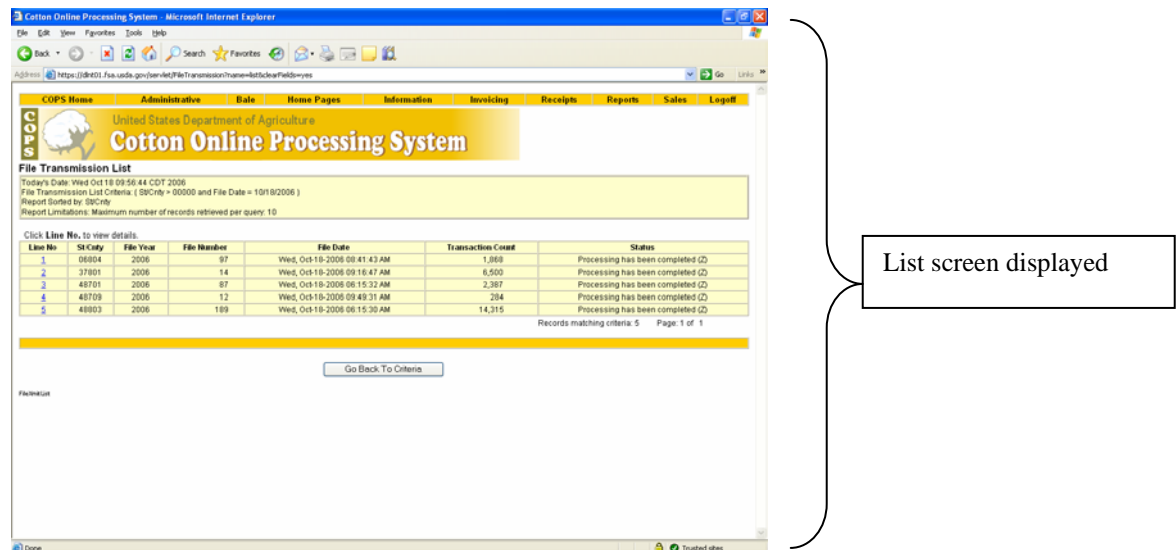 Cotton Online Processing System - Microsoft Internet Explorer
File Edit View Favorites Tools Help
Back Search Favorites
Address https://dint01.fsa.usda.gov/servlet/FileTransmission?name=list&clearFields=yes Go Links »
COPS Home Administrative Bale Home Pages Information Invoicing Receipts Reports Sales Logoff
COPS
United States Department of Agriculture
Cotton Online Processing System
File Transmission List
Today's Date: Wed Oct 18 09:56:44 CDT 2006
File Transmission List Criteria: ( St/Cnty > 00000 and File Date = 10/18/2006 )
Report Sorted by: St/Cnty
Report Limitations: Maximum number of records retrieved per query: 10
Click Line No. to view details.
Line No St/Cnty File Year File Number File Date Transaction Count Status
1 06804 2006 97 Wed, Oct-18-2006 08:41:43 AM 1,868 Processing has been completed (Z)
2 37801 2006 14 Wed, Oct-18-2006 09:16:47 AM 6,500 Processing has been completed (Z)
3 48701 2006 87 Wed, Oct-18-2006 06:15:32 AM 2,387 Processing has been completed (Z)
4 48709 2006 12 Wed, Oct-18-2006 09:49:31 AM 284 Processing has been completed (Z)
5 48803 2006 189 Wed, Oct-18-2006 06:15:30 AM 14,315 Processing has been completed (Z)
Records matching criteria: 5 Page: 1 of 1
Go Back To Criteria
Done Trusted sites
List screen displayed